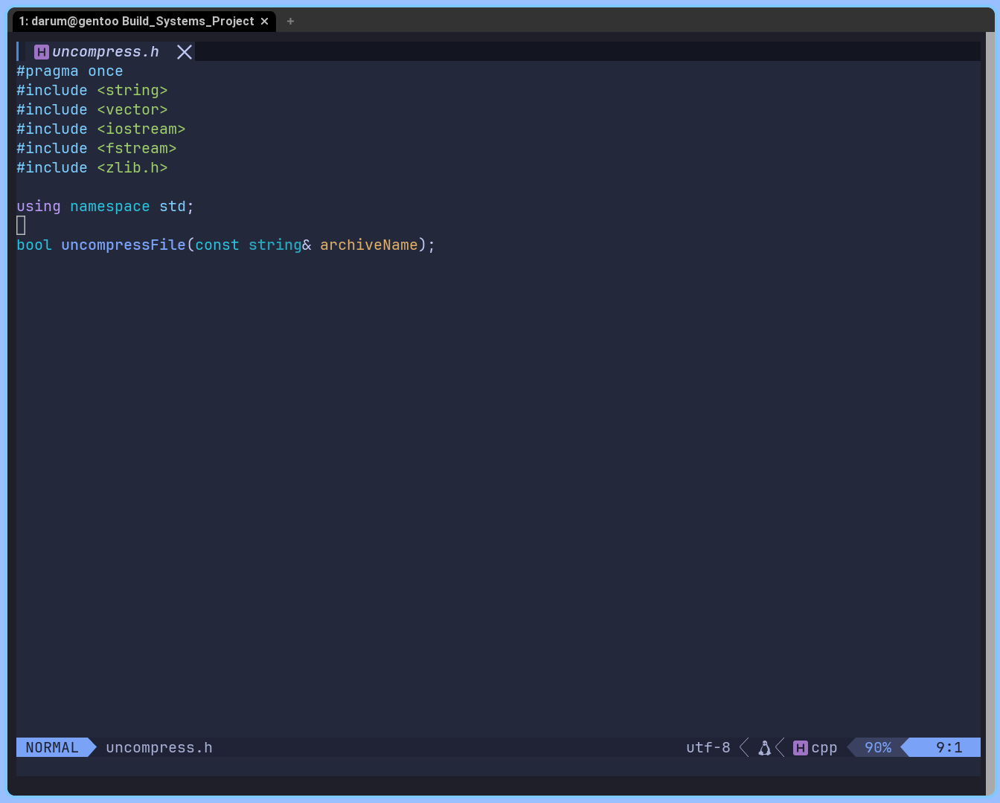 1: darum@gentoo Build_Systems_Project × +
H uncompress.h
#pragma once
#include <string>
#include <vector>
#include <iostream>
#include <fstream>
#include <zlib.h>
using namespace std;
bool uncompressFile(const string& archiveName);
NORMAL uncompress.h utf-8 H cpp 90% 9:1